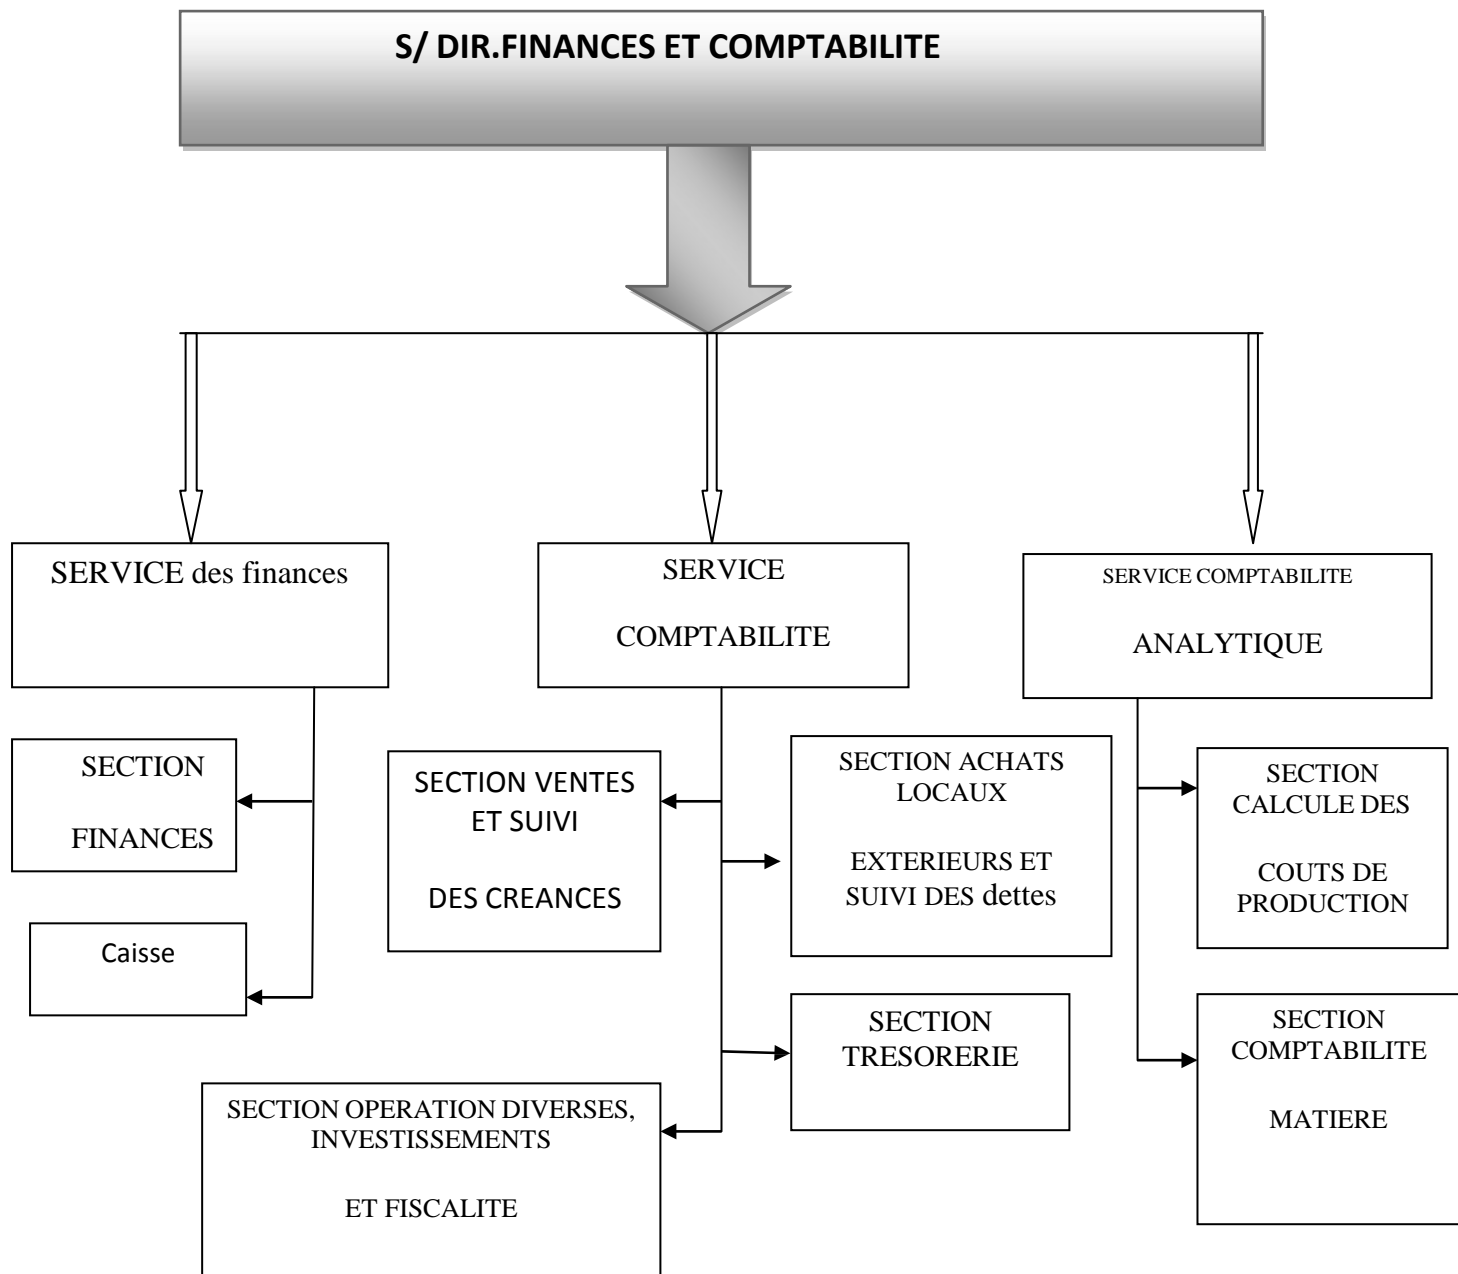 S/ DIR.FINANCES ET COMPTABILITE
SERVICE des finances
SERVICE
COMPTABILITE
SERVICE COMPTABILITE
ANALYTIQUE
SECTION
FINANCES
Caisse
SECTION VENTES
ET SUIVI
DES CREANCES
SECTION ACHATS
LOCAUX
EXTERIEURS ET
SUIVI DES dettes
SECTION
TRESORERIE
SECTION OPERATION DIVERSES,
INVESTISSEMENTS
ET FISCALITE
SECTION
CALCULE DES
COUTS DE
PRODUCTION
SECTION
COMPTABILITE
MATIERE